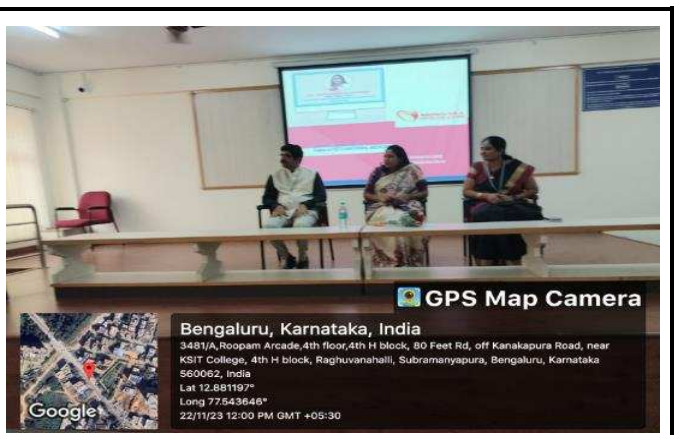 GPS Map Camera
Bengaluru, Karnataka, India
3481/A,Roopam Arcade,4th floor,4th H block, 80 Feet Rd, off Kanakapura Road, near
KSIT College, 4th H block, Raghuvanahalli, Subramanyapura, Bengaluru, Karnataka
560062, India
Lat 12.881197°
Long 77.543646°
22/11/23 12:00 PM GMT +05:30
Google